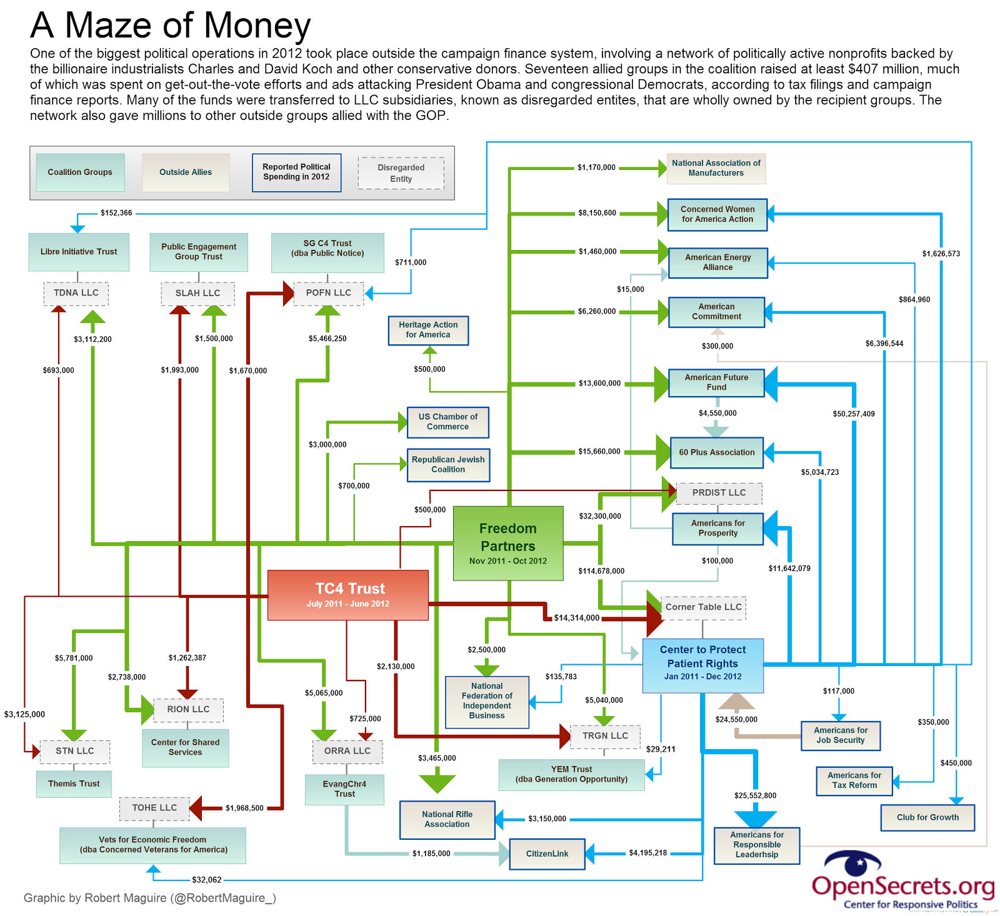 A Maze of Money
One of the biggest political operations in 2012 took place outside the campaign finance system, involving a network of politically active nonprofits backed by
the billionaire industrialists Charles and David Koch and other conservative donors. Seventeen allied groups in the coalition raised at least $407 million, much
of which was spent on get-out-the-vote efforts and ads attacking President Obama and congressional Democrats, according to tax filings and campaign
finance reports. Many of the funds were transferred to LLC subsidiaries, known as disregarded entites, that are wholly owned by the recipient groups. The
network also gave millions to other outside groups allied with the GOP.
Coalition Groups
Outside Allies
Reported Political
Spending in 2012
Disregarded
Entity
$1,170,000
National Association of
Manufacturers
$152,366
$8,150,600
Concerned Women
for America Action
Libre Initiative Trust
Public Engagement
Group Trust
SG C4 Trust
(dba Public Notice)
$711,000
$1,460,000
American Energy
Alliance
$1,626,573
TDNA LLC
SLAH LLC
POFN LLC
$15,000
$864,960
$6,260,000
American
Commitment
Heritage Action
for America
$3,112,200
$1,500,000
$5,466,250
$300,000
$6,396,544
$693,000
$1,993,000
$1,670,000
$500,000
$13,600,000
American Future
Fund
$4,550,000
$50,257,409
US Chamber of
Commerce
$3,000,000
$15,660,000
60 Plus Association
Republican Jewish
Coalition
$700,000
$5,034,723
PRDIST LLC
$500,000
$32,300,000
Americans for
Prosperity
Freedom
Partners
Nov 2011 - Oct 2012
$100,000
$114,678,000
$11,642,079
TC4 Trust
July 2011 - June 2012
$14,314,000
Corner Table LLC
Center to Protect
Patient Rights
Jan 2011 - Dec 2012
$5,781,000
$1,262,387
$2,738,000
$2,130,000
$2,500,000
$135,783
National
Federation of
Independent
Business
$5,065,000
$5,040,000
$117,000
$3,125,000
RION LLC
$725,000
$24,550,000
$350,000
TRGN LLC
Americans for
Job Security
Center for Shared
Services
STN LLC
ORRA LLC
$3,465,000
$29,211
$450,000
YEM Trust
(dba Generation Opportunity)
Themis Trust
EvangChr4
Trust
Americans for
Tax Reform
$25,552,800
TOHE LLC
$1,968,500
National Rifle
Association
$3,150,000
Club for Growth
Vets for Economic Freedom
(dba Concerned Veterans for America)
$1,185,000
CitizenLink
$4,195,218
Americans for
Responsible
Leaderhsip
$32,062
Graphic by Robert Maguire (@RobertMaguire_)
OpenSecrets.org
Center for Responsive Politics